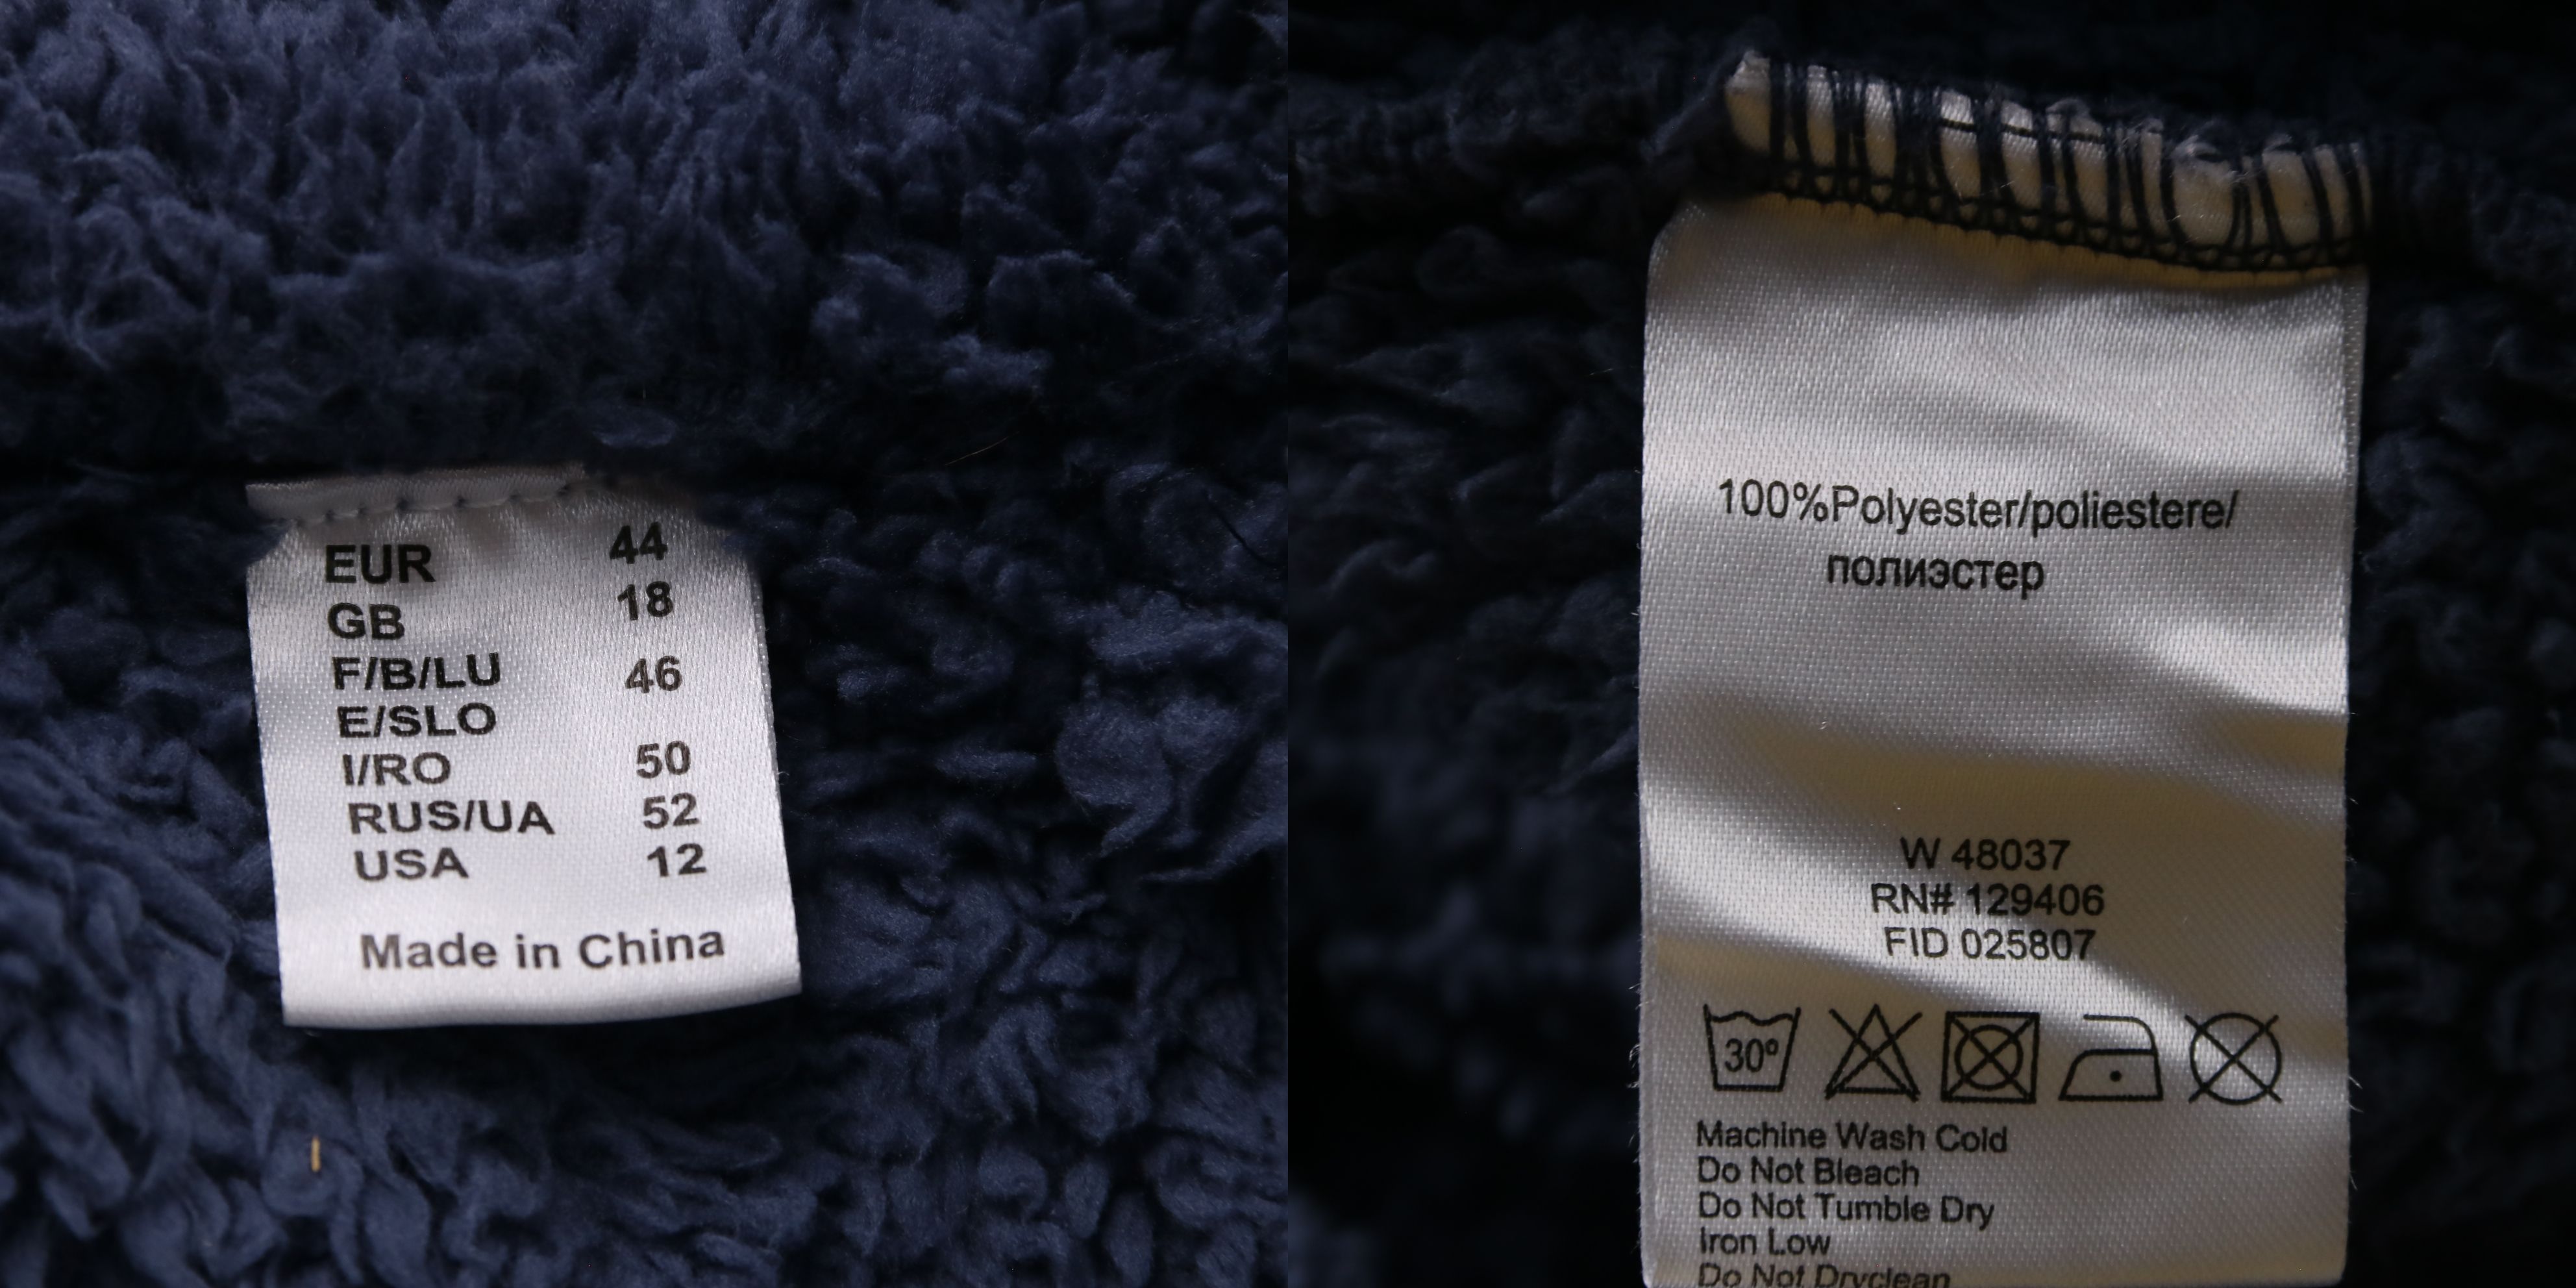 EUR 44
GB 18
F/B/LU 46
E/SLO
I/RO 50
RUS/UA 52
USA 12
Made in China
100%Polyester/poliestere/
полиэстер
W 48037
RN# 129406
FID 025807
30º
Machine Wash Cold
Do Not Bleach
Do Not Tumble Dry
Iron Low
Do Not Dryclean